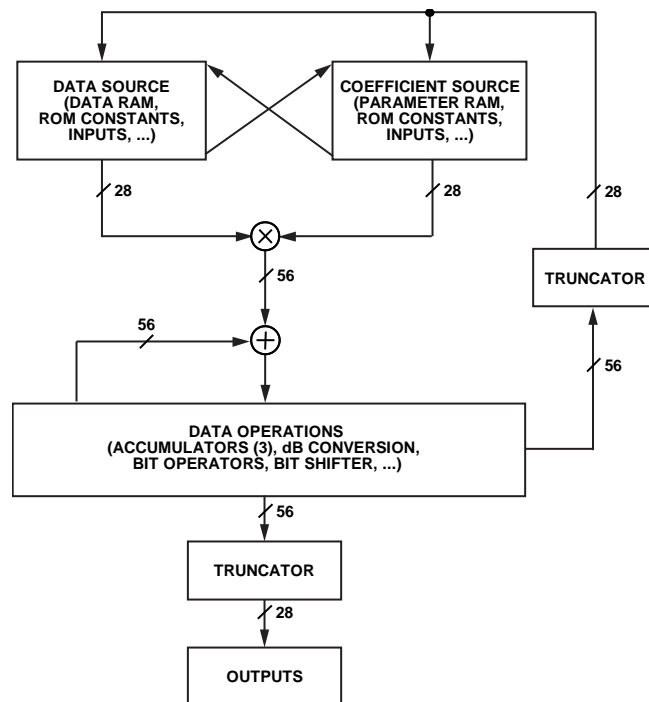 DATA SOURCE
(DATA RAM,
ROM CONSTANTS,
INPUTS, ...)
COEFFICIENT SOURCE
(PARAMETER RAM,
ROM CONSTANTS,
INPUTS, ...)
28
28
28
56
TRUNCATOR
56
56
DATA OPERATIONS
(ACCUMULATORS (3), dB CONVERSION,
BIT OPERATORS, BIT SHIFTER, ...)
56
TRUNCATOR
28
OUTPUTS